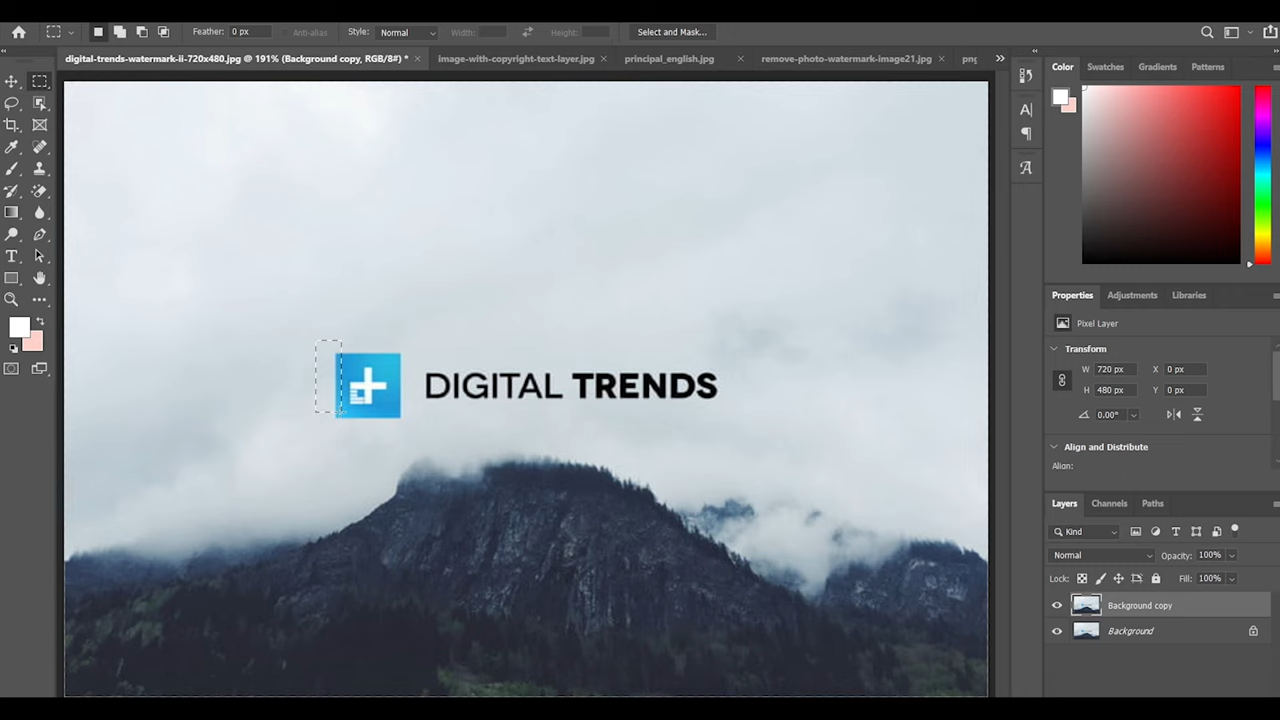 Feather: 0 px Anti-alias Style: Normal Width: Height: Select and Mask...
digital-trends-watermark-ii-720x480.jpg @ 191% (Background copy, RGB/8#) * × image-with-copyright-text-layer.jpg × principal_english.jpg × remove-photo-watermark-image21.jpg × png »
Color Swatches Gradients Patterns
DIGITAL TRENDS
Properties Adjustments Libraries
Pixel Layer
Transform
W 720 px X 0 px
H 480 px Y 0 px
0.00°
Align and Distribute
Align:
Layers Channels Paths
Kind
Normal Opacity: 100%
Lock: Fill: 100%
Background copy
Background